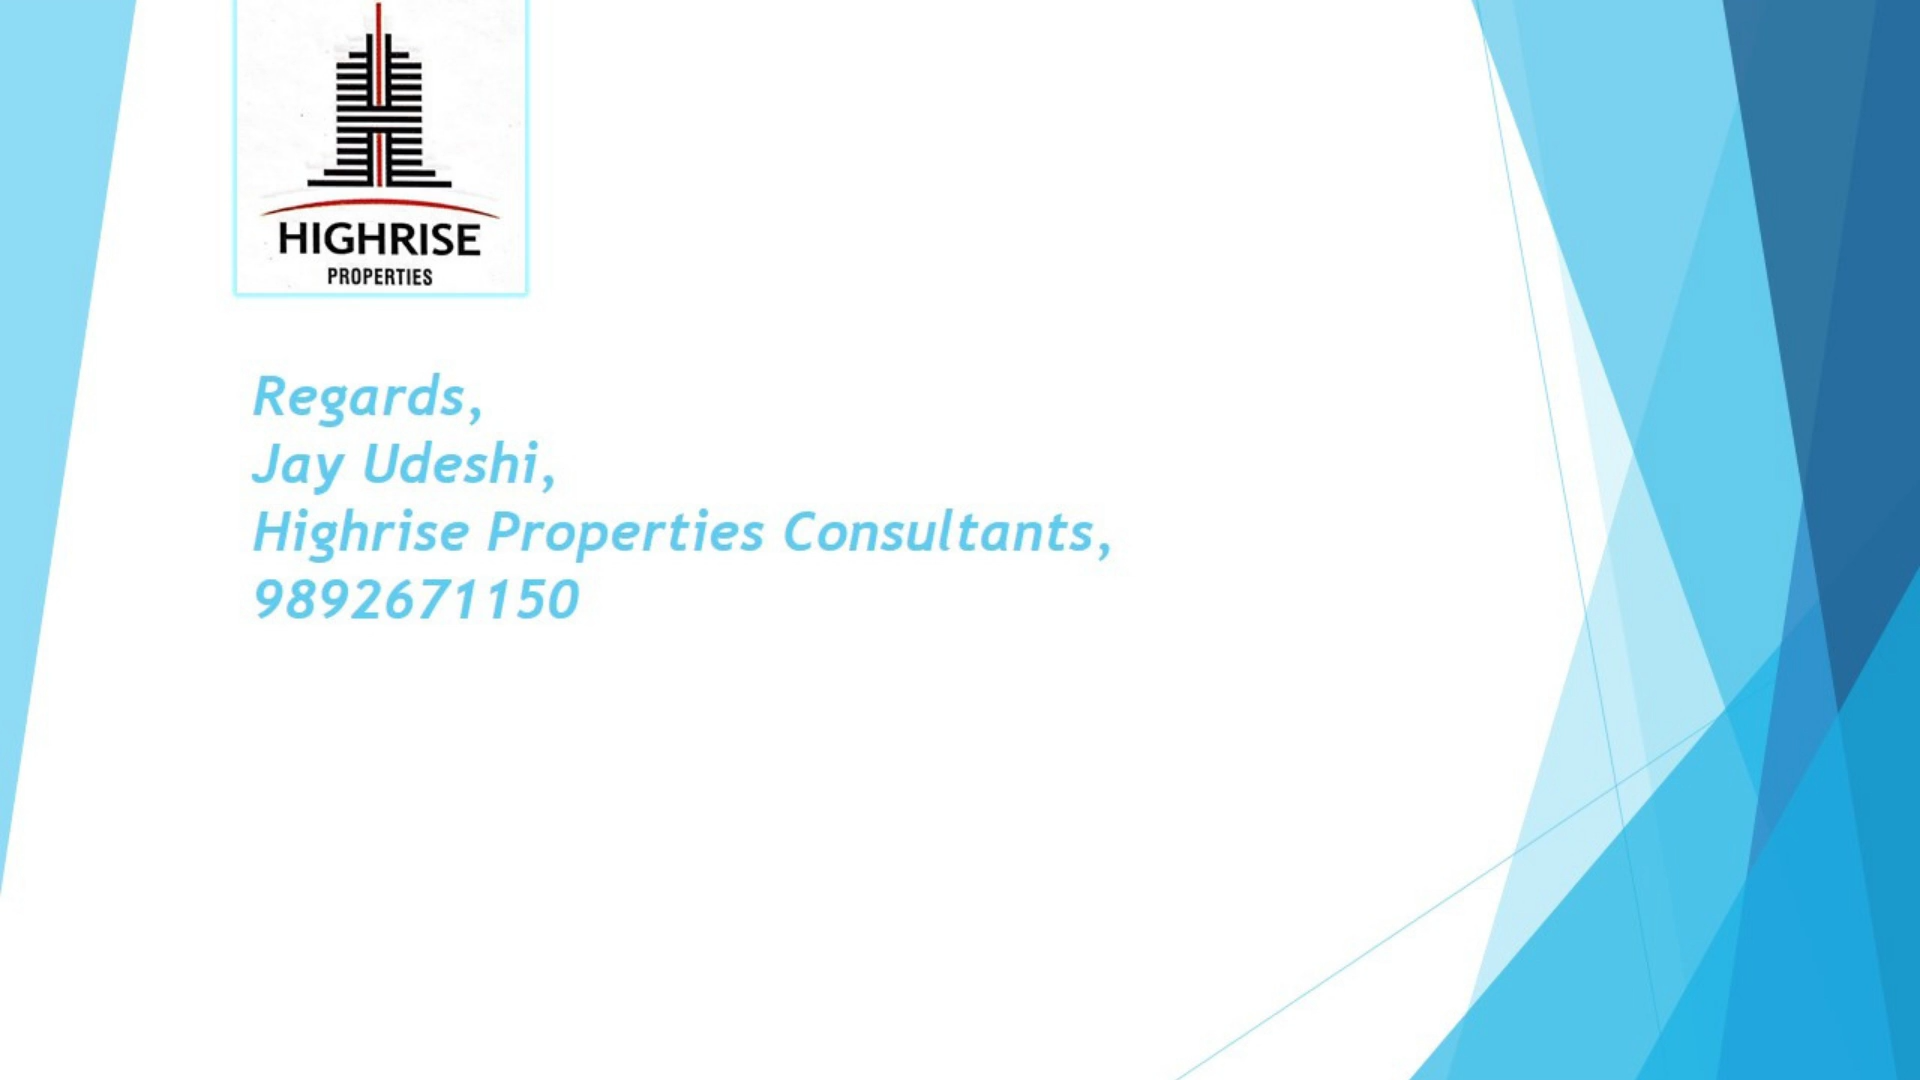 HIGHRISE
PROPERTIES
Regards,
Jay Udeshi,
Highrise Properties Consultants,
9892671150